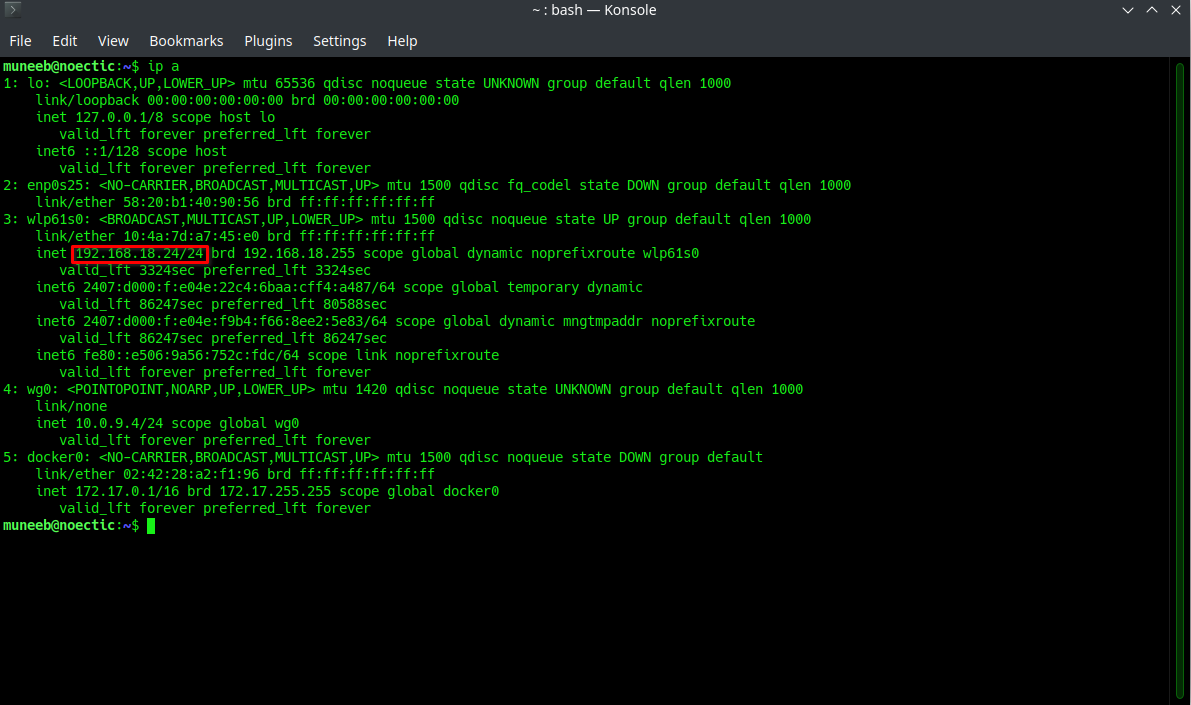 ~ : bash — Konsole
File Edit View Bookmarks Plugins Settings Help
muneeb@noectic:~$ ip a
1: lo: <LOOPBACK,UP,LOWER_UP> mtu 65536 qdisc noqueue state UNKNOWN group default qlen 1000
    link/loopback 00:00:00:00:00:00 brd 00:00:00:00:00:00
    inet 127.0.0.1/8 scope host lo
       valid_lft forever preferred_lft forever
    inet6 ::1/128 scope host
       valid_lft forever preferred_lft forever
2: enp0s25: <NO-CARRIER,BROADCAST,MULTICAST,UP> mtu 1500 qdisc fq_codel state DOWN group default qlen 1000
    link/ether 58:20:b1:40:90:56 brd ff:ff:ff:ff:ff:ff
3: wlp61s0: <BROADCAST,MULTICAST,UP,LOWER_UP> mtu 1500 qdisc noqueue state UP group default qlen 1000
    link/ether 10:4a:7d:a7:45:e0 brd ff:ff:ff:ff:ff:ff
    inet 192.168.18.24/24 brd 192.168.18.255 scope global dynamic noprefixroute wlp61s0
       valid_lft 3324sec preferred_lft 3324sec
    inet6 2407:d000:f:e04e:22c4:6baa:cff4:a487/64 scope global temporary dynamic
       valid_lft 86247sec preferred_lft 80588sec
    inet6 2407:d000:f:e04e:f9b4:f66:8ee2:5e83/64 scope global dynamic mngtmpaddr noprefixroute
       valid_lft 86247sec preferred_lft 86247sec
    inet6 fe80::e506:9a56:752c:fdc/64 scope link noprefixroute
       valid_lft forever preferred_lft forever
4: wg0: <POINTOPOINT,NOARP,UP,LOWER_UP> mtu 1420 qdisc noqueue state UNKNOWN group default qlen 1000
    link/none
    inet 10.0.9.4/24 scope global wg0
       valid_lft forever preferred_lft forever
5: docker0: <NO-CARRIER,BROADCAST,MULTICAST,UP> mtu 1500 qdisc noqueue state DOWN group default
    link/ether 02:42:28:a2:f1:96 brd ff:ff:ff:ff:ff:ff
    inet 172.17.0.1/16 brd 172.17.255.255 scope global docker0
       valid_lft forever preferred_lft forever
muneeb@noectic:~$